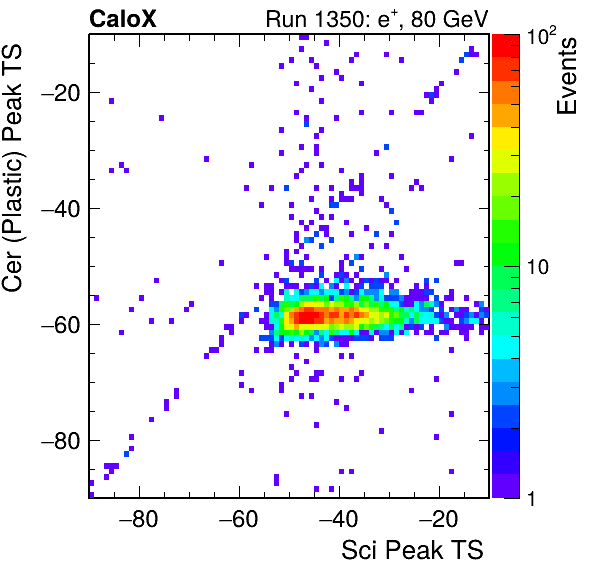 CaloX Run 1350: e⁺, 80 GeV
Cer (Plastic) Peak TS
−20
−40
−60
−80
−80 −60 −40 −20
Sci Peak TS
10²
10
1
Events